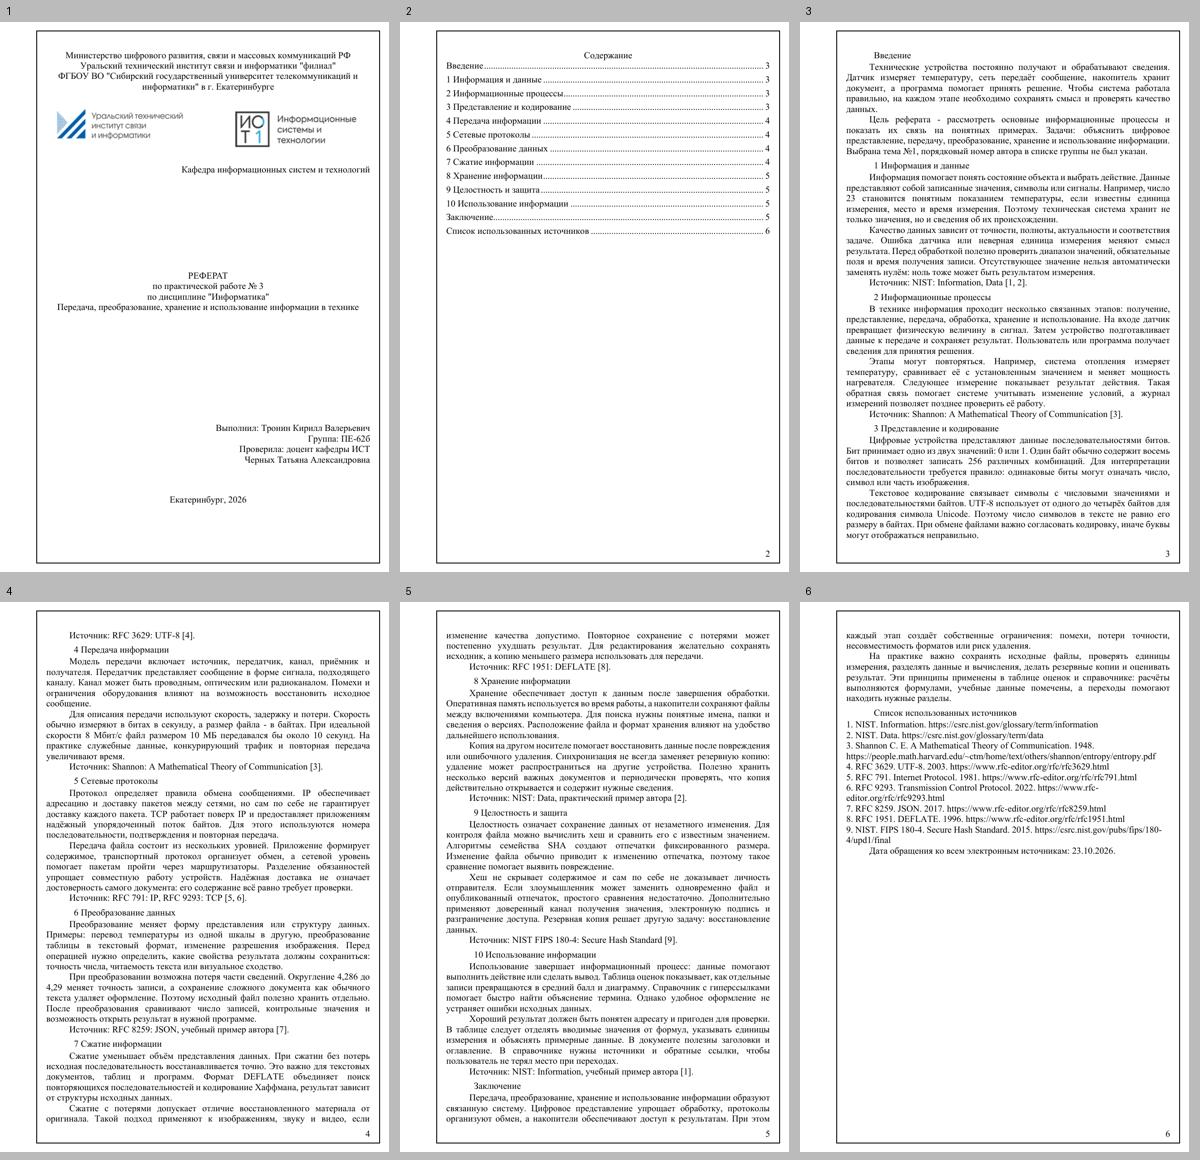 1
Министерство цифрового развития, связи и массовых коммуникаций РФ
Уральский технический институт связи и информатики "филиал"
ФГБОУ ВО "Сибирский государственный университет телекоммуникаций и
информатики" в г. Екатеринбурге
Уральский технический
институт связи
и информатики
ИО
Т 1
Информационные
системы и
технологии
Кафедра информационных систем и технологий
РЕФЕРАТ
по практической работе № 3
по дисциплине "Информатика"
Передача, преобразование, хранение и использование информации в технике
Выполнил: Тронин Кирилл Валерьевич
Группа: ПЕ-62б
Проверила: доцент кафедры ИСТ
Черных Татьяна Александровна
Екатеринбург, 2026
2
Содержание
Введение 3
1 Информация и данные 3
2 Информационные процессы 3
3 Представление и кодирование 3
4 Передача информации 4
5 Сетевые протоколы 4
6 Преобразование данных 4
7 Сжатие информации 4
8 Хранение информации 5
9 Целостность и защита 5
10 Использование информации 5
Заключение 5
Список использованных источников 6
2
3
Введение
Технические устройства постоянно получают и обрабатывают сведения.
Датчик измеряет температуру, сеть передаёт сообщение, накопитель хранит
документ, а программа помогает принять решение. Чтобы система работала
правильно, на каждом этапе необходимо сохранять смысл и проверять качество
данных.
Цель реферата - рассмотреть основные информационные процессы и
показать их связь на понятных примерах. Задачи: объяснить цифровое
представление, передачу, преобразование, хранение и использование информации.
Выбрана тема №1, порядковый номер автора в списке группы не был указан.
1 Информация и данные
Информация помогает понять состояние объекта и выбрать действие. Данные
представляют собой записанные значения, символы или сигналы. Например, число
23 становится понятным показанием температуры, если известны единица
измерения, место и время измерения. Поэтому техническая система хранит не
только значения, но и сведения об их происхождении.
Качество данных зависит от точности, полноты, актуальности и соответствия
задаче. Ошибка датчика или неверная единица измерения меняют смысл
результата. Перед обработкой полезно проверить диапазон значений, обязательные
поля и время получения записи. Отсутствующее значение нельзя автоматически
заменять нулём: ноль тоже может быть результатом измерения.
Источник: NIST: Information, Data [1, 2].
2 Информационные процессы
В технике информация проходит несколько связанных этапов: получение,
представление, передача, обработка, хранение и использование. На входе датчик
превращает физическую величину в сигнал. Затем устройство подготавливает
данные к передаче и сохраняет результат. Пользователь или программа получает
сведения для принятия решения.
Этапы могут повторяться. Например, система отопления измеряет
температуру, сравнивает её с установленным значением и меняет мощность
нагревателя. Следующее измерение показывает результат действия. Такая
обратная связь помогает системе учитывать изменение условий, а журнал
измерений позволяет позднее проверить её работу.
Источник: Shannon: A Mathematical Theory of Communication [3].
3 Представление и кодирование
Цифровые устройства представляют данные последовательностями битов.
Бит принимает одно из двух значений: 0 или 1. Один байт обычно содержит восемь
битов и позволяет записать 256 различных комбинаций. Для интерпретации
последовательности требуется правило: одинаковые биты могут означать число,
символ или часть изображения.
Текстовое кодирование связывает символы с числовыми значениями и
последовательностями байтов. UTF-8 использует от одного до четырёх байтов для
кодирования символа Unicode. Поэтому число символов в тексте не равно его
размеру в байтах. При обмене файлами важно согласовать кодировку, иначе буквы
могут отображаться неправильно.
3
4
Источник: RFC 3629: UTF-8 [4].
4 Передача информации
Модель передачи включает источник, передатчик, канал, приёмник и
получателя. Передатчик представляет сообщение в форме сигнала, подходящего
каналу. Канал может быть проводным, оптическим или радиоканалом. Помехи и
ограничения оборудования влияют на возможность восстановить исходное
сообщение.
Для описания передачи используют скорость, задержку и потери. Скорость
обычно измеряют в битах в секунду, а размер файла - в байтах. При идеальной
скорости 8 Мбит/с файл размером 10 МБ передавался бы около 10 секунд. На
практике служебные данные, конкурирующий трафик и повторная передача
увеличивают время.
Источник: Shannon: A Mathematical Theory of Communication [3].
5 Сетевые протоколы
Протокол определяет правила обмена сообщениями. IP обеспечивает
адресацию и доставку пакетов между сетями, но сам по себе не гарантирует
доставку каждого пакета. TCP работает поверх IP и предоставляет приложениям
надёжный упорядоченный поток байтов. Для этого используются номера
последовательности, подтверждения и повторная передача.
Передача файла состоит из нескольких уровней. Приложение формирует
содержимое, транспортный протокол организует обмен, а сетевой уровень
помогает пакетам пройти через маршрутизаторы. Разделение обязанностей
упрощает совместную работу устройств. Надёжная доставка не означает
достоверность самого документа: его содержание всё равно требует проверки.
Источник: RFC 791: IP, RFC 9293: TCP [5, 6].
6 Преобразование данных
Преобразование меняет форму представления или структуру данных.
Примеры: перевод температуры из одной шкалы в другую, преобразование
таблицы в текстовый формат, изменение разрешения изображения. Перед
операцией нужно определить, какие свойства результата должны сохраниться:
точность числа, читаемость текста или визуальное сходство.
При преобразовании возможна потеря части сведений. Округление 4,286 до
4,29 меняет точность записи, а сохранение сложного документа как обычного
текста удаляет оформление. Поэтому исходный файл полезно хранить отдельно.
После преобразования сравнивают число записей, контрольные значения и
возможность открыть результат в нужной программе.
Источник: RFC 8259: JSON, учебный пример автора [7].
7 Сжатие информации
Сжатие уменьшает объём представления данных. При сжатии без потерь
исходная последовательность восстанавливается точно. Это важно для текстовых
документов, таблиц и программ. Формат DEFLATE объединяет поиск
повторяющихся последовательностей и кодирование Хаффмана, результат зависит
от структуры исходных данных.
Сжатие с потерями допускает отличие восстановленного материала от
оригинала. Такой подход применяют к изображениям, звуку и видео, если
4
5
изменение качества допустимо. Повторное сохранение с потерями может
постепенно ухудшать результат. Для редактирования желательно сохранять
исходник, а копию меньшего размера использовать для передачи.
Источник: RFC 1951: DEFLATE [8].
8 Хранение информации
Хранение обеспечивает доступ к данным после завершения обработки.
Оперативная память используется во время работы, а накопители сохраняют файлы
между включениями компьютера. Для поиска нужны понятные имена, папки и
сведения о версиях. Расположение файла и формат хранения влияют на удобство
дальнейшего использования.
Копия на другом носителе помогает восстановить данные после повреждения
или ошибочного удаления. Синхронизация не всегда заменяет резервную копию:
удаление может распространиться на другие устройства. Полезно хранить
несколько версий важных документов и периодически проверять, что копия
действительно открывается и содержит нужные сведения.
Источник: NIST: Data, практический пример автора [2].
9 Целостность и защита
Целостность означает сохранение данных от незаметного изменения. Для
контроля файла можно вычислить хеш и сравнить его с известным значением.
Алгоритмы семейства SHA создают отпечатки фиксированного размера.
Изменение файла обычно приводит к изменению отпечатка, поэтому такое
сравнение помогает выявить повреждение.
Хеш не скрывает содержимое и сам по себе не доказывает личность
отправителя. Если злоумышленник может заменить одновременно файл и
опубликованный отпечаток, простого сравнения недостаточно. Дополнительно
применяют доверенный канал получения значения, электронную подпись и
разграничение доступа. Резервная копия решает другую задачу: восстановление
данных.
Источник: NIST FIPS 180-4: Secure Hash Standard [9].
10 Использование информации
Использование завершает информационный процесс: данные помогают
выполнить действие или сделать вывод. Таблица оценок показывает, как отдельные
записи превращаются в средний балл и диаграмму. Справочник с гиперссылками
помогает быстро найти объяснение термина. Однако удобное оформление не
устраняет ошибки исходных данных.
Хороший результат должен быть понятен адресату и пригоден для проверки.
В таблице следует отделять вводимые значения от формул, указывать единицы
измерения и объяснять примерные данные. В документе полезны заголовки и
оглавление. В справочнике нужны источники и обратные ссылки, чтобы
пользователь не терял место при переходах.
Источник: NIST: Information, учебный пример автора [1].
Заключение
Передача, преобразование, хранение и использование информации образуют
связанную систему. Цифровое представление упрощает обработку, протоколы
организуют обмен, а накопители обеспечивают доступ к результатам. При этом
5
6
каждый этап создаёт собственные ограничения: помехи, потери точности,
несовместимость форматов или риск удаления.
На практике важно сохранять исходные файлы, проверять единицы
измерения, разделять данные и вычисления, делать резервные копии и оценивать
результат. Эти принципы применены в таблице оценок и справочнике: расчёты
выполняются формулами, учебные данные помечены, а переходы помогают
находить нужные разделы.
Список использованных источников
1. NIST. Information. https://csrc.nist.gov/glossary/term/information
2. NIST. Data. https://csrc.nist.gov/glossary/term/data
3. Shannon C. E. A Mathematical Theory of Communication. 1948.
https://people.math.harvard.edu/~ctm/home/text/others/shannon/entropy/entropy.pdf
4. RFC 3629. UTF-8. 2003. https://www.rfc-editor.org/rfc/rfc3629.html
5. RFC 791. Internet Protocol. 1981. https://www.rfc-editor.org/rfc/rfc791.html
6. RFC 9293. Transmission Control Protocol. 2022. https://www.rfc-
editor.org/rfc/rfc9293.html
7. RFC 8259. JSON. 2017. https://www.rfc-editor.org/rfc/rfc8259.html
8. RFC 1951. DEFLATE. 1996. https://www.rfc-editor.org/rfc/rfc1951.html
9. NIST. FIPS 180-4. Secure Hash Standard. 2015. https://csrc.nist.gov/pubs/fips/180-
4/upd1/final
Дата обращения ко всем электронным источникам: 23.10.2026.
6